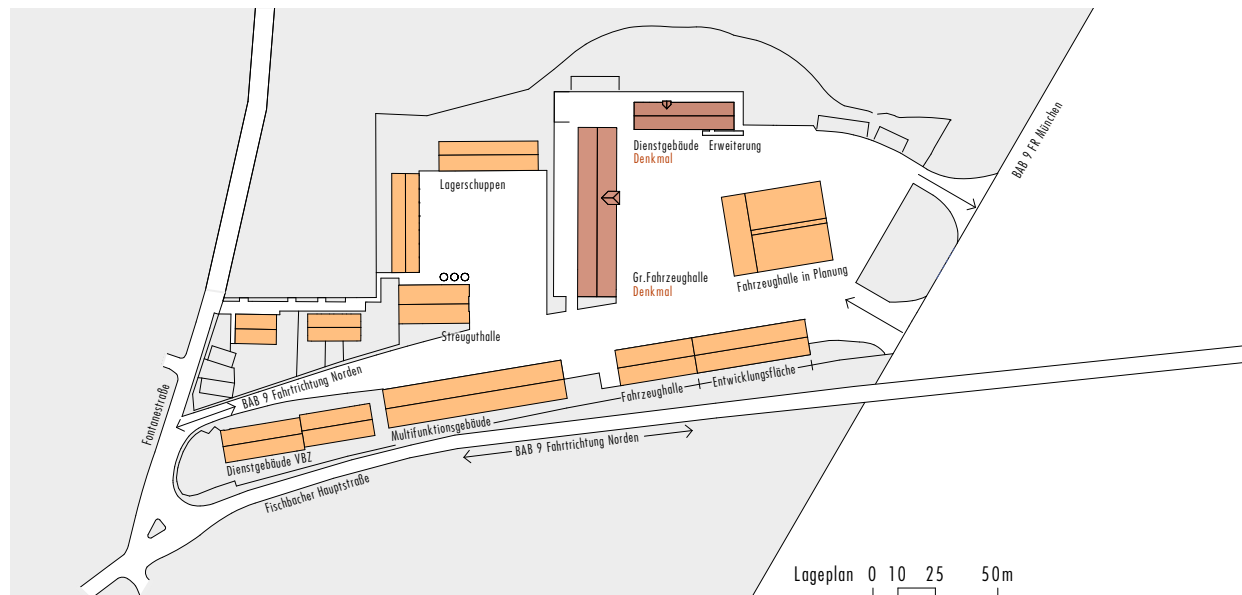 BAB 9 FR München
Dienstgebäude
Denkmal
Erweiterung
Lagerschuppen
Gr.Fahrzeughalle
Denkmal
Fahrzeughalle in Planung
Streuguthalle
BAB 9 Fahrtrichtung Norden
Fahrzeughalle
Entwicklungsfläche
Fontanestraße
Multifunktionsgebäude
Dienstgebäude VBZ
BAB 9 Fahrtrichtung Norden
Fischbacher Hauptstraße
Lageplan 0 10 25 50m